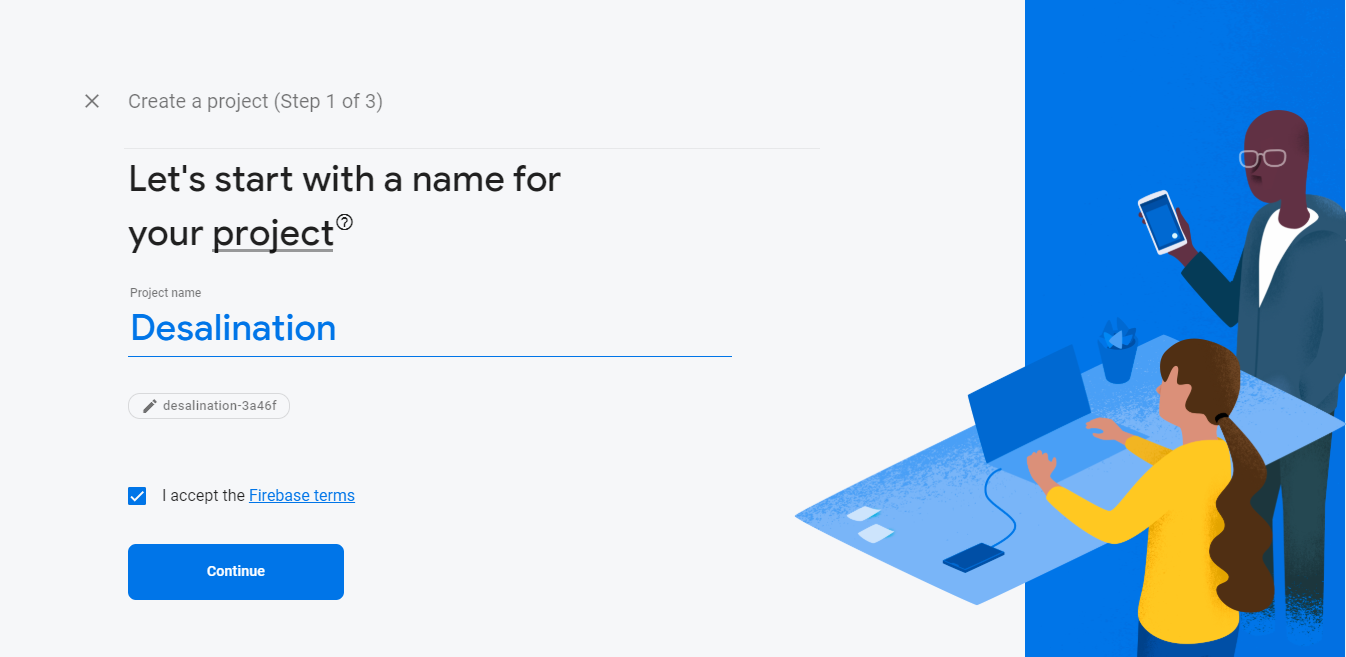 Create a project (Step 1 of 3)
Let's start with a name for
your project
Project name
Desalination
desalination-3a46f
I accept the Firebase terms
Continue